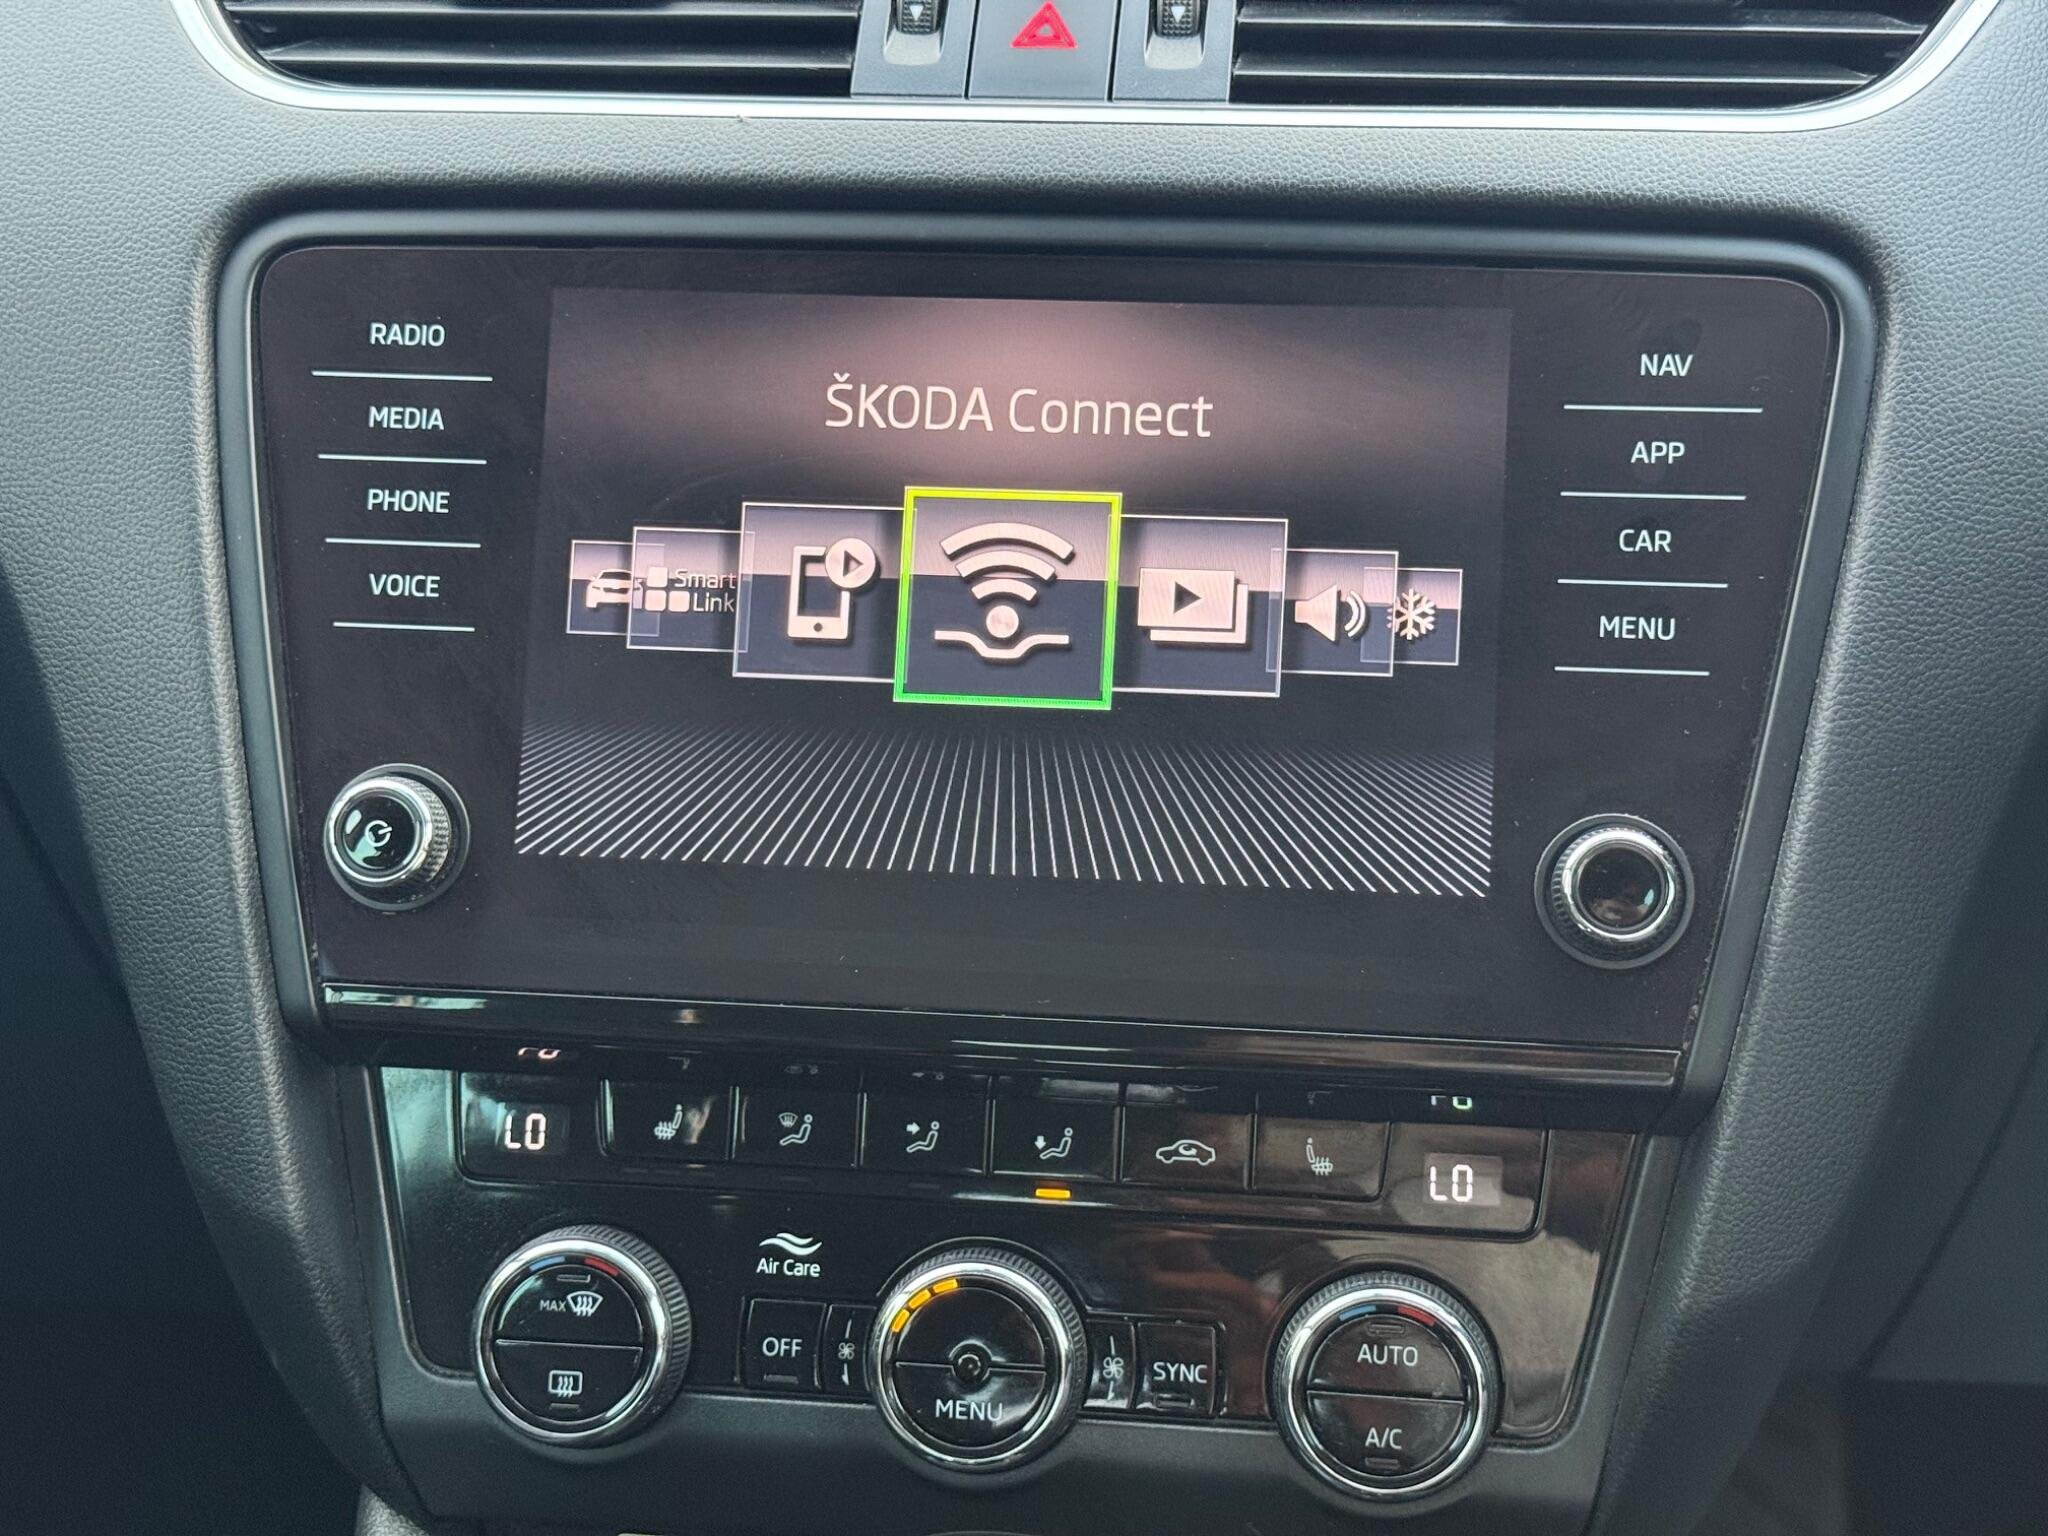 RADIO
MEDIA
PHONE
VOICE
ŠKODA Connect
Smart
Link
NAV
APP
CAR
MENU
LO
LO
MAX
Air Care
OFF
MENU
SYNC
AUTO
A/C